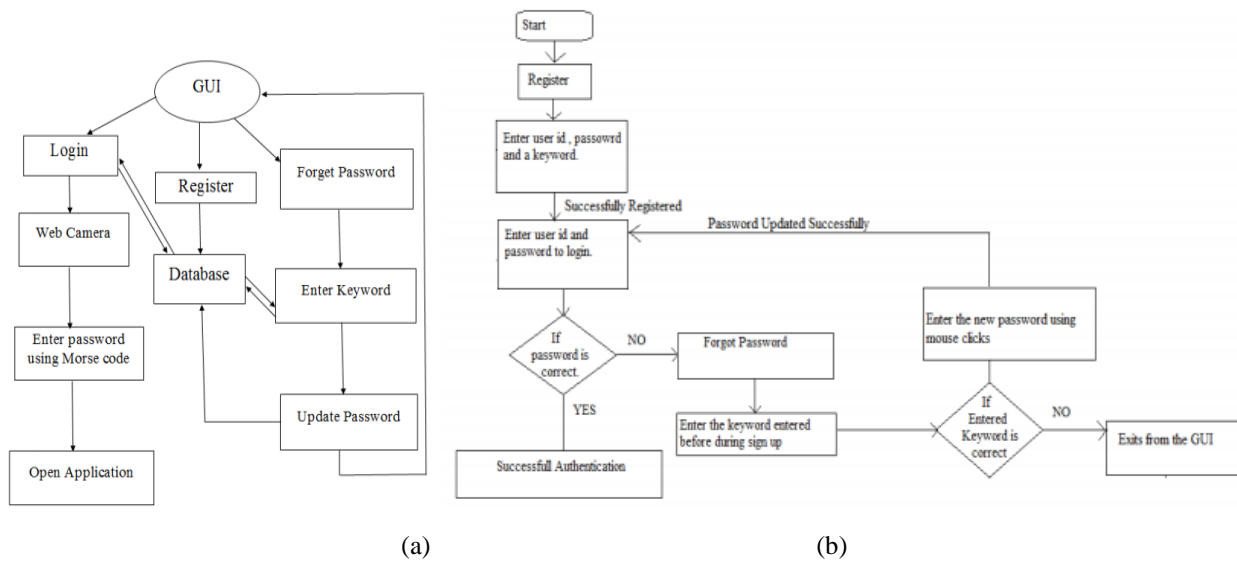 GUI
Login
Register
Forget Password
Web Camera
Database
Enter Keyword
Enter password
using Morse code
Update Password
Open Application
(a)
Start
Register
Enter user id , passowrd
and a keyword.
Successfully Registered
Enter user id and
password to login.
Password Updated Successfully
If
password is
correct.
NO
YES
Forgot Password
Enter the keyword entered
before during sign up
Enter the new password using
mouse clicks
If
Entered
Keyword is
correct
NO
Exits from the GUI
Successfull Authentication
(b)